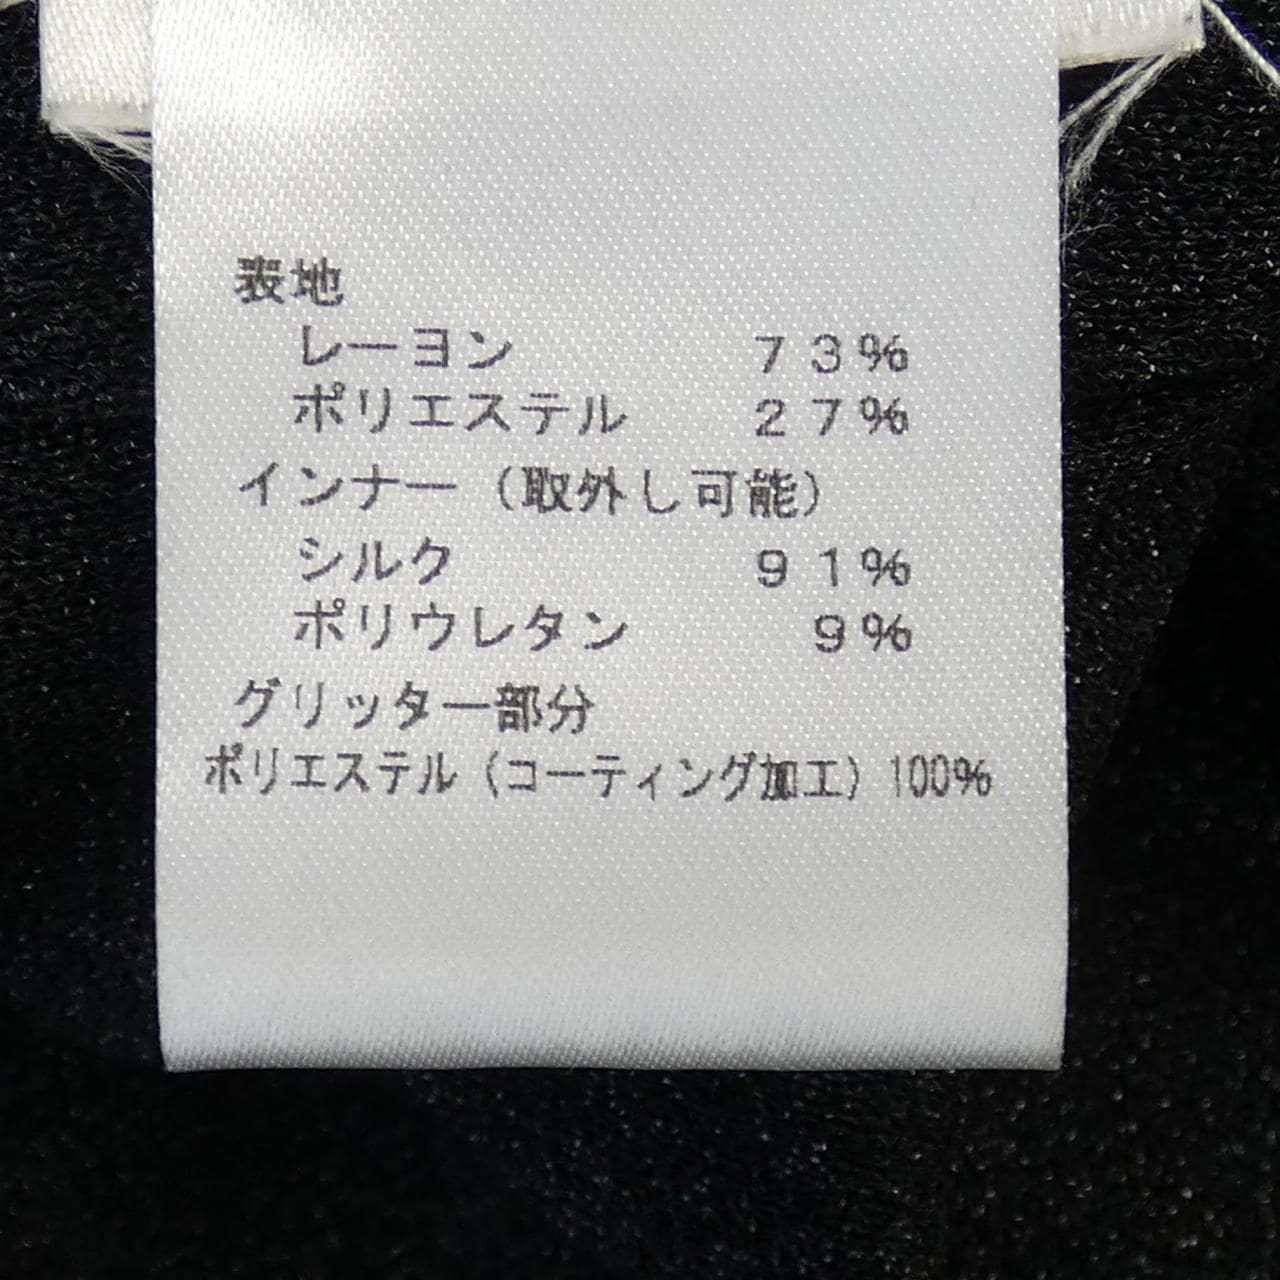 表地
レーヨン 73%
ポリエステル 27%
インナー（取外し可能）
シルク 91%
ポリウレタン 9%
グリッター部分
ポリエステル（コーティング加工）100%